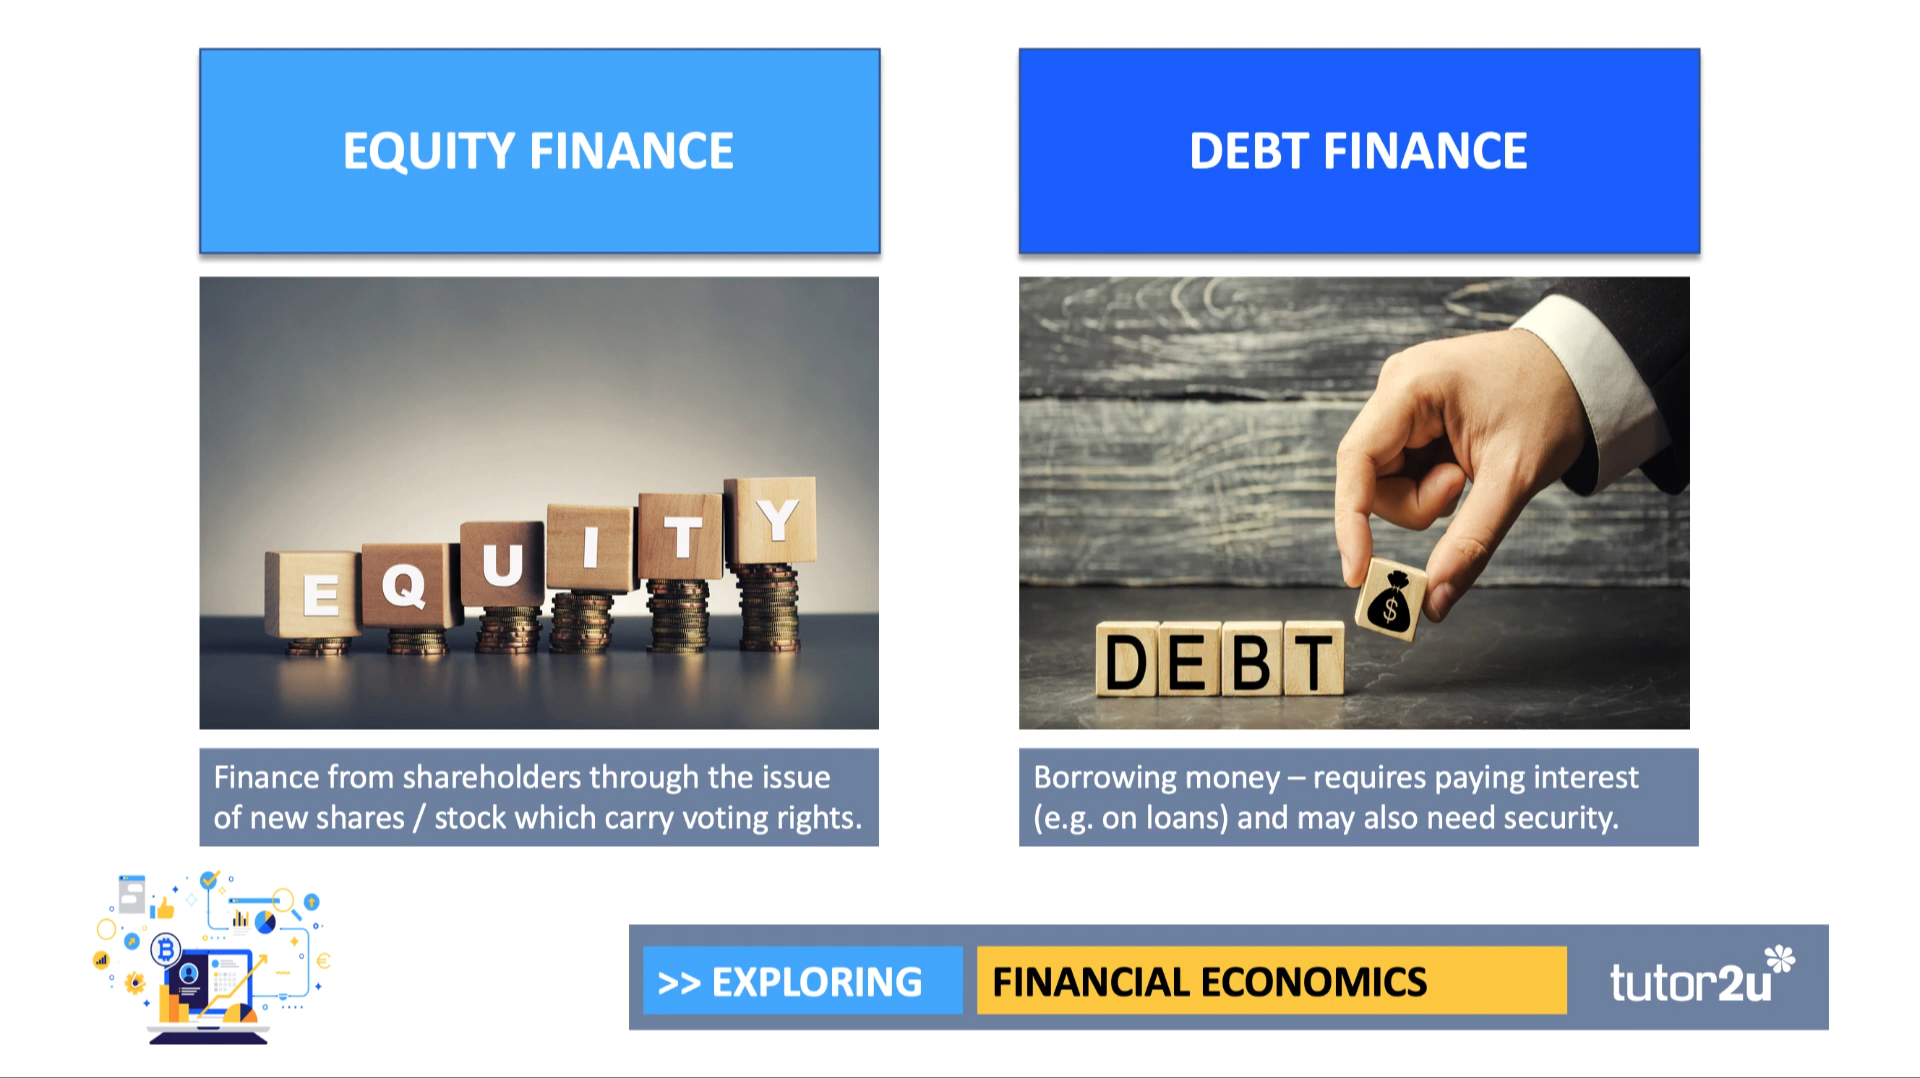 EQUITY FINANCE
DEBT FINANCE
EQUITY
DEBT
$
Finance from shareholders through the issue
of new shares / stock which carry voting rights.
Borrowing money – requires paying interest
(e.g. on loans) and may also need security.
>> EXPLORING
FINANCIAL ECONOMICS
tutor2u